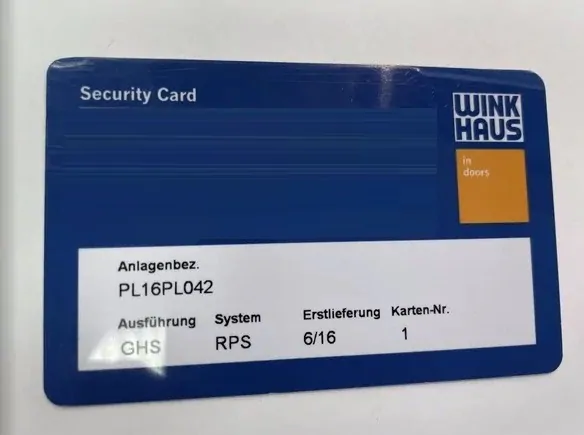 Security Card
WINK
HAUS
in
doors
Anlagenbez.
PL16PL042
Ausführung System Erstlieferung Karten-Nr.
GHS RPS 6/16 1